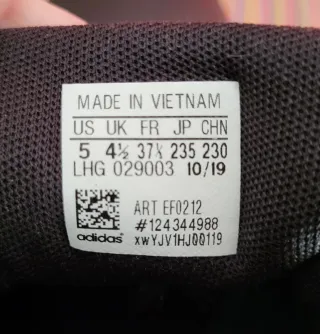 MADE IN VIETNAM
US UK FR JP CHN
5 4½ 37⅓ 235 230
LHG 029003 10/19
ART EF0212
#124344988
adidas xwYJV1HJQ0119